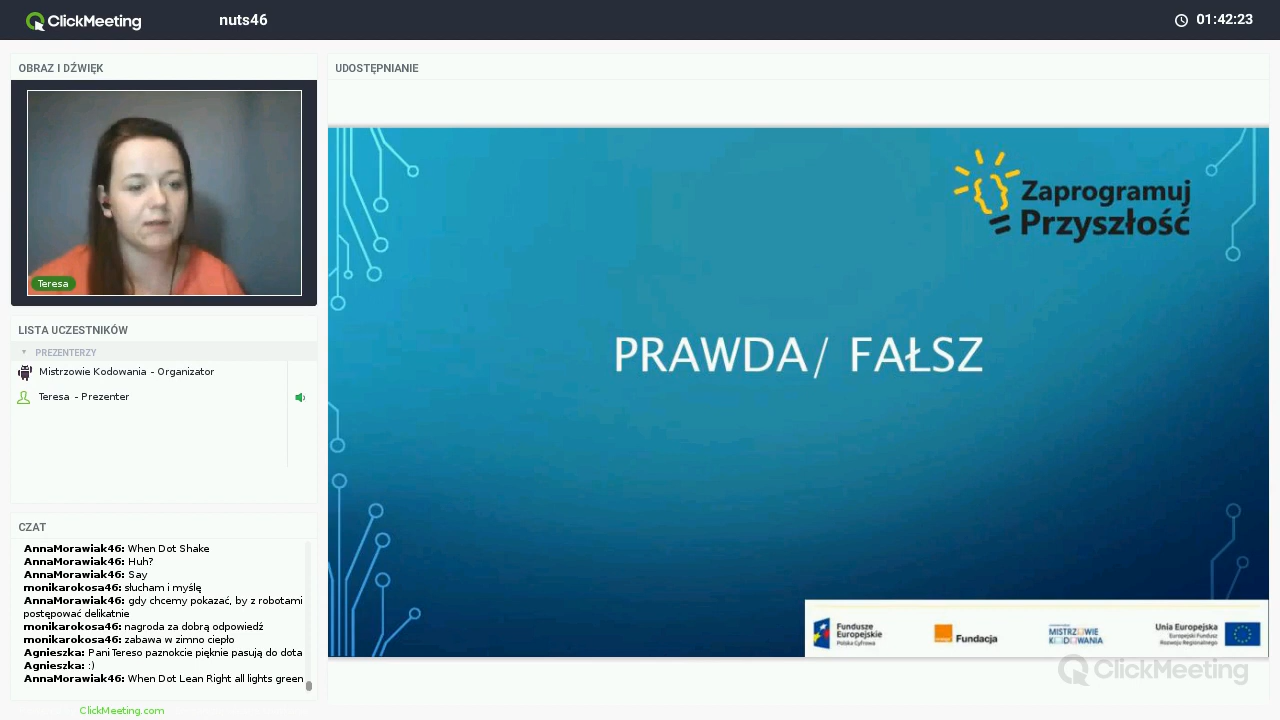 ClickMeeting
nuts46
01:42:23
OBRAZ I DŹWIĘK
Teresa
LISTA UCZESTNIKÓW
PREZENTERZY
Mistrzowie Kodowania - Organizator
Teresa - Prezenter
CZAT
AnnaMorawiak46: When Dot Shake
AnnaMorawiak46: Huh?
AnnaMorawiak46: Say
monikarokosa46: słucham i myślę
AnnaMorawiak46: gdy chcemy pokazać, by z robotami
postępować delikatnie
monikarokosa46: nagroda za dobrą odpowiedź
monikarokosa46: zabawa w zimno ciepło
Agnieszka: Pani Tereso paznokcie pięknie pasują do dota
Agnieszka: :)
AnnaMorawiak46: When Dot Lean Right all lights green
ClickMeeting.com
UDOSTĘPNIANIE
Zaprogramuj
Przyszłość
PRAWDA/ FAŁSZ
Fundusze
Europejskie
Polska Cyfrowa
Fundacja
MISTRZOWIE
KODOWANIA
Unia Europejska
Europejski Fundusz
Rozwoju Regionalnego
ClickMeeting